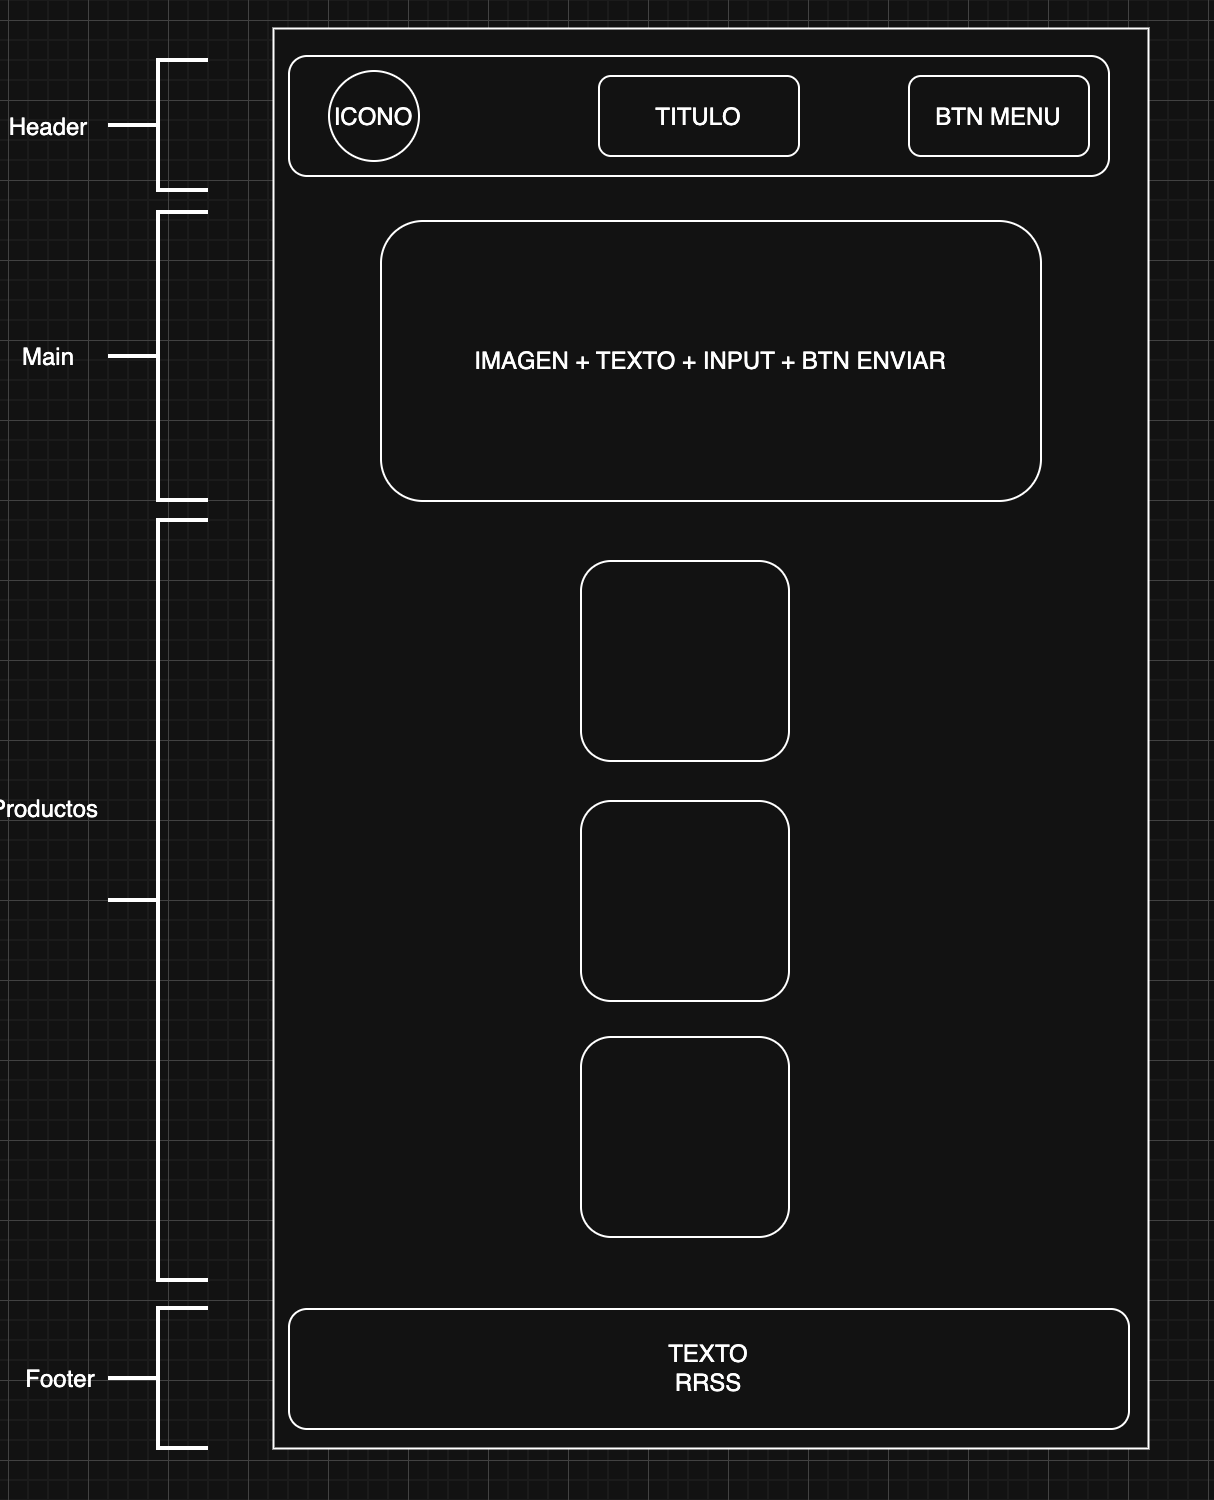 Header
ICONO
TITULO
BTN MENU
Main
IMAGEN + TEXTO + INPUT + BTN ENVIAR
Productos
Footer
TEXTO
RRSS